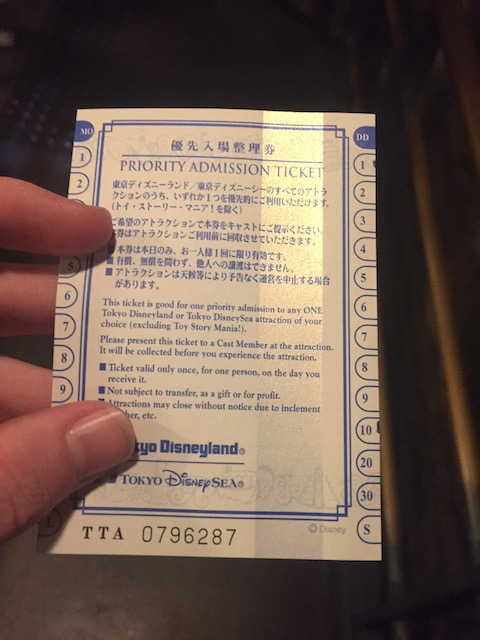 MO
DD
1
2
5
6
7
8
9
1
2
3
4
5
6
7
8
9
10
20
30
S
優先入場整理券
PRIORITY ADMISSION TICKET
東京ディズニーランド／東京ディズニーシーのすべてのアトラ
クションのうち、いずれか1つを優先的にご利用いただけます。
(トイ・ストーリー・マニア！を除く)
ご希望のアトラクションで本券をキャストにご提示ください。
券はアトラクションご利用前に回収させていただきます。
■ 本券は本日のみ、お一人様1回に限り有効です。
■ 有償、無償を問わず、他人への譲渡はできません。
■ アトラクションは天候等により予告なく運営を中止する場合
があります。
This ticket is good for one priority admission to any ONE
Tokyo Disneyland or Tokyo DisneySea attraction of your
choice (excluding Toy Story Mania!).
Please present this ticket to a Cast Member at the attraction.
It will be collected before you experience the attraction.
■ Ticket valid only once, for one person, on the day you
receive it.
■ Not subject to transfer, as a gift or for profit.
Attractions may close without notice due to inclement
her, etc.
kyo Disneyland®
TOKYO DISNEYSEA®
TTA 0796287
©Disney